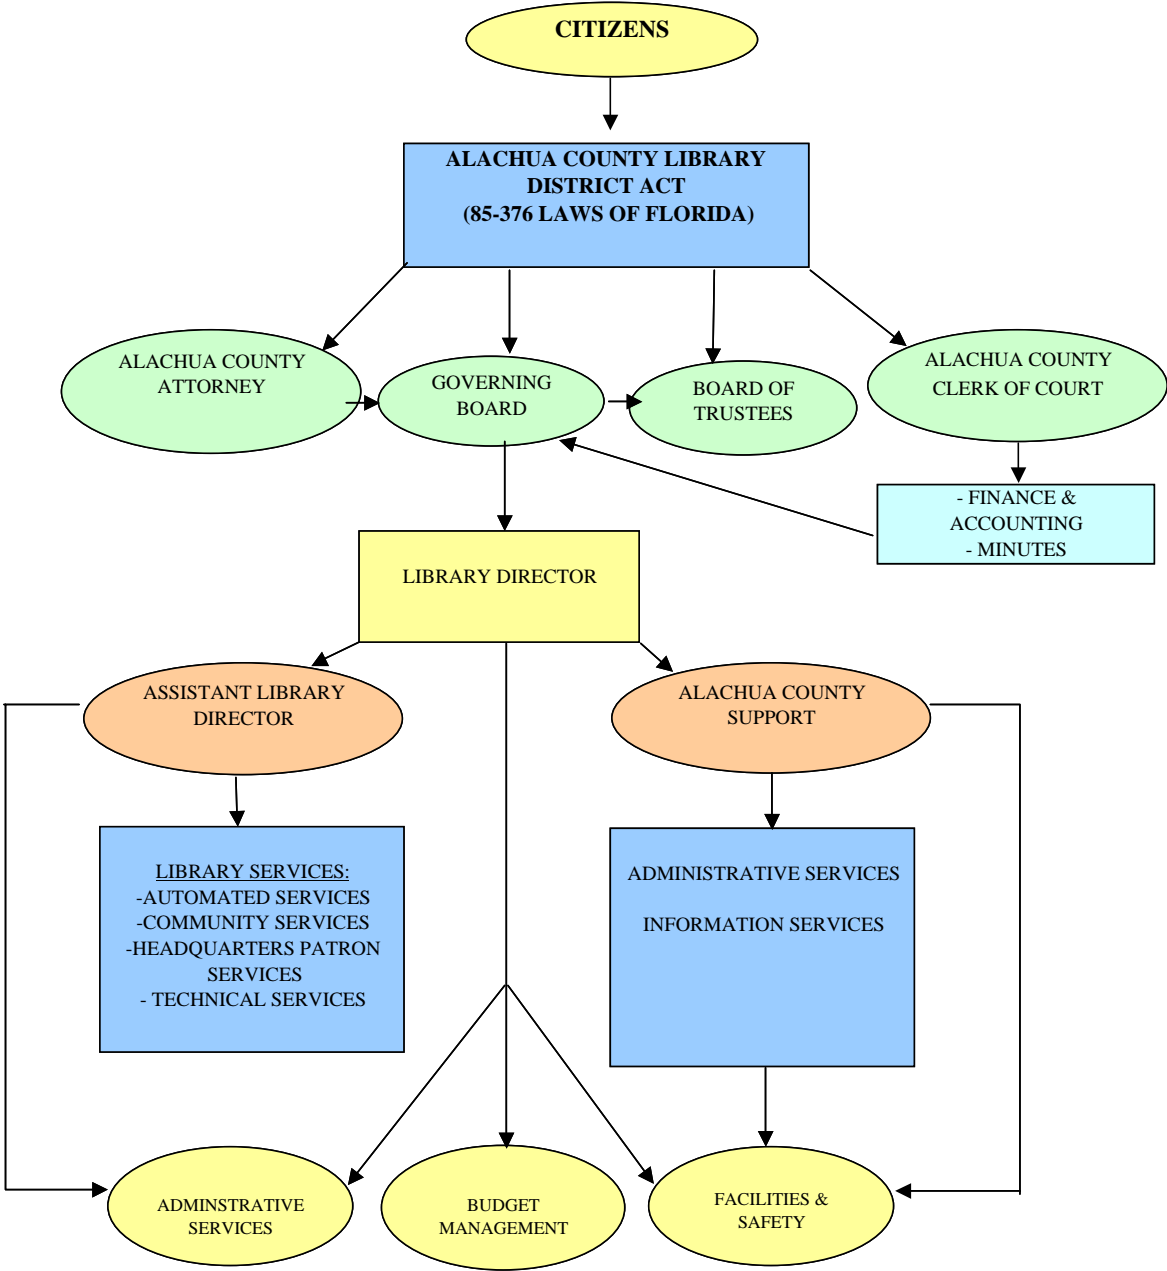 CITIZENS
ALACHUA COUNTY LIBRARY
DISTRICT ACT
(85-376 LAWS OF FLORIDA)
ALACHUA COUNTY
ATTORNEY
GOVERNING
BOARD
BOARD OF
TRUSTEES
ALACHUA COUNTY
CLERK OF COURT
- FINANCE &
ACCOUNTING
- MINUTES
LIBRARY DIRECTOR
ASSISTANT LIBRARY
DIRECTOR
ALACHUA COUNTY
SUPPORT
LIBRARY SERVICES:
-AUTOMATED SERVICES
-COMMUNITY SERVICES
-HEADQUARTERS PATRON
SERVICES
- TECHNICAL SERVICES
ADMINISTRATIVE SERVICES
INFORMATION SERVICES
ADMINSTRATIVE
SERVICES
BUDGET
MANAGEMENT
FACILITIES &
SAFETY